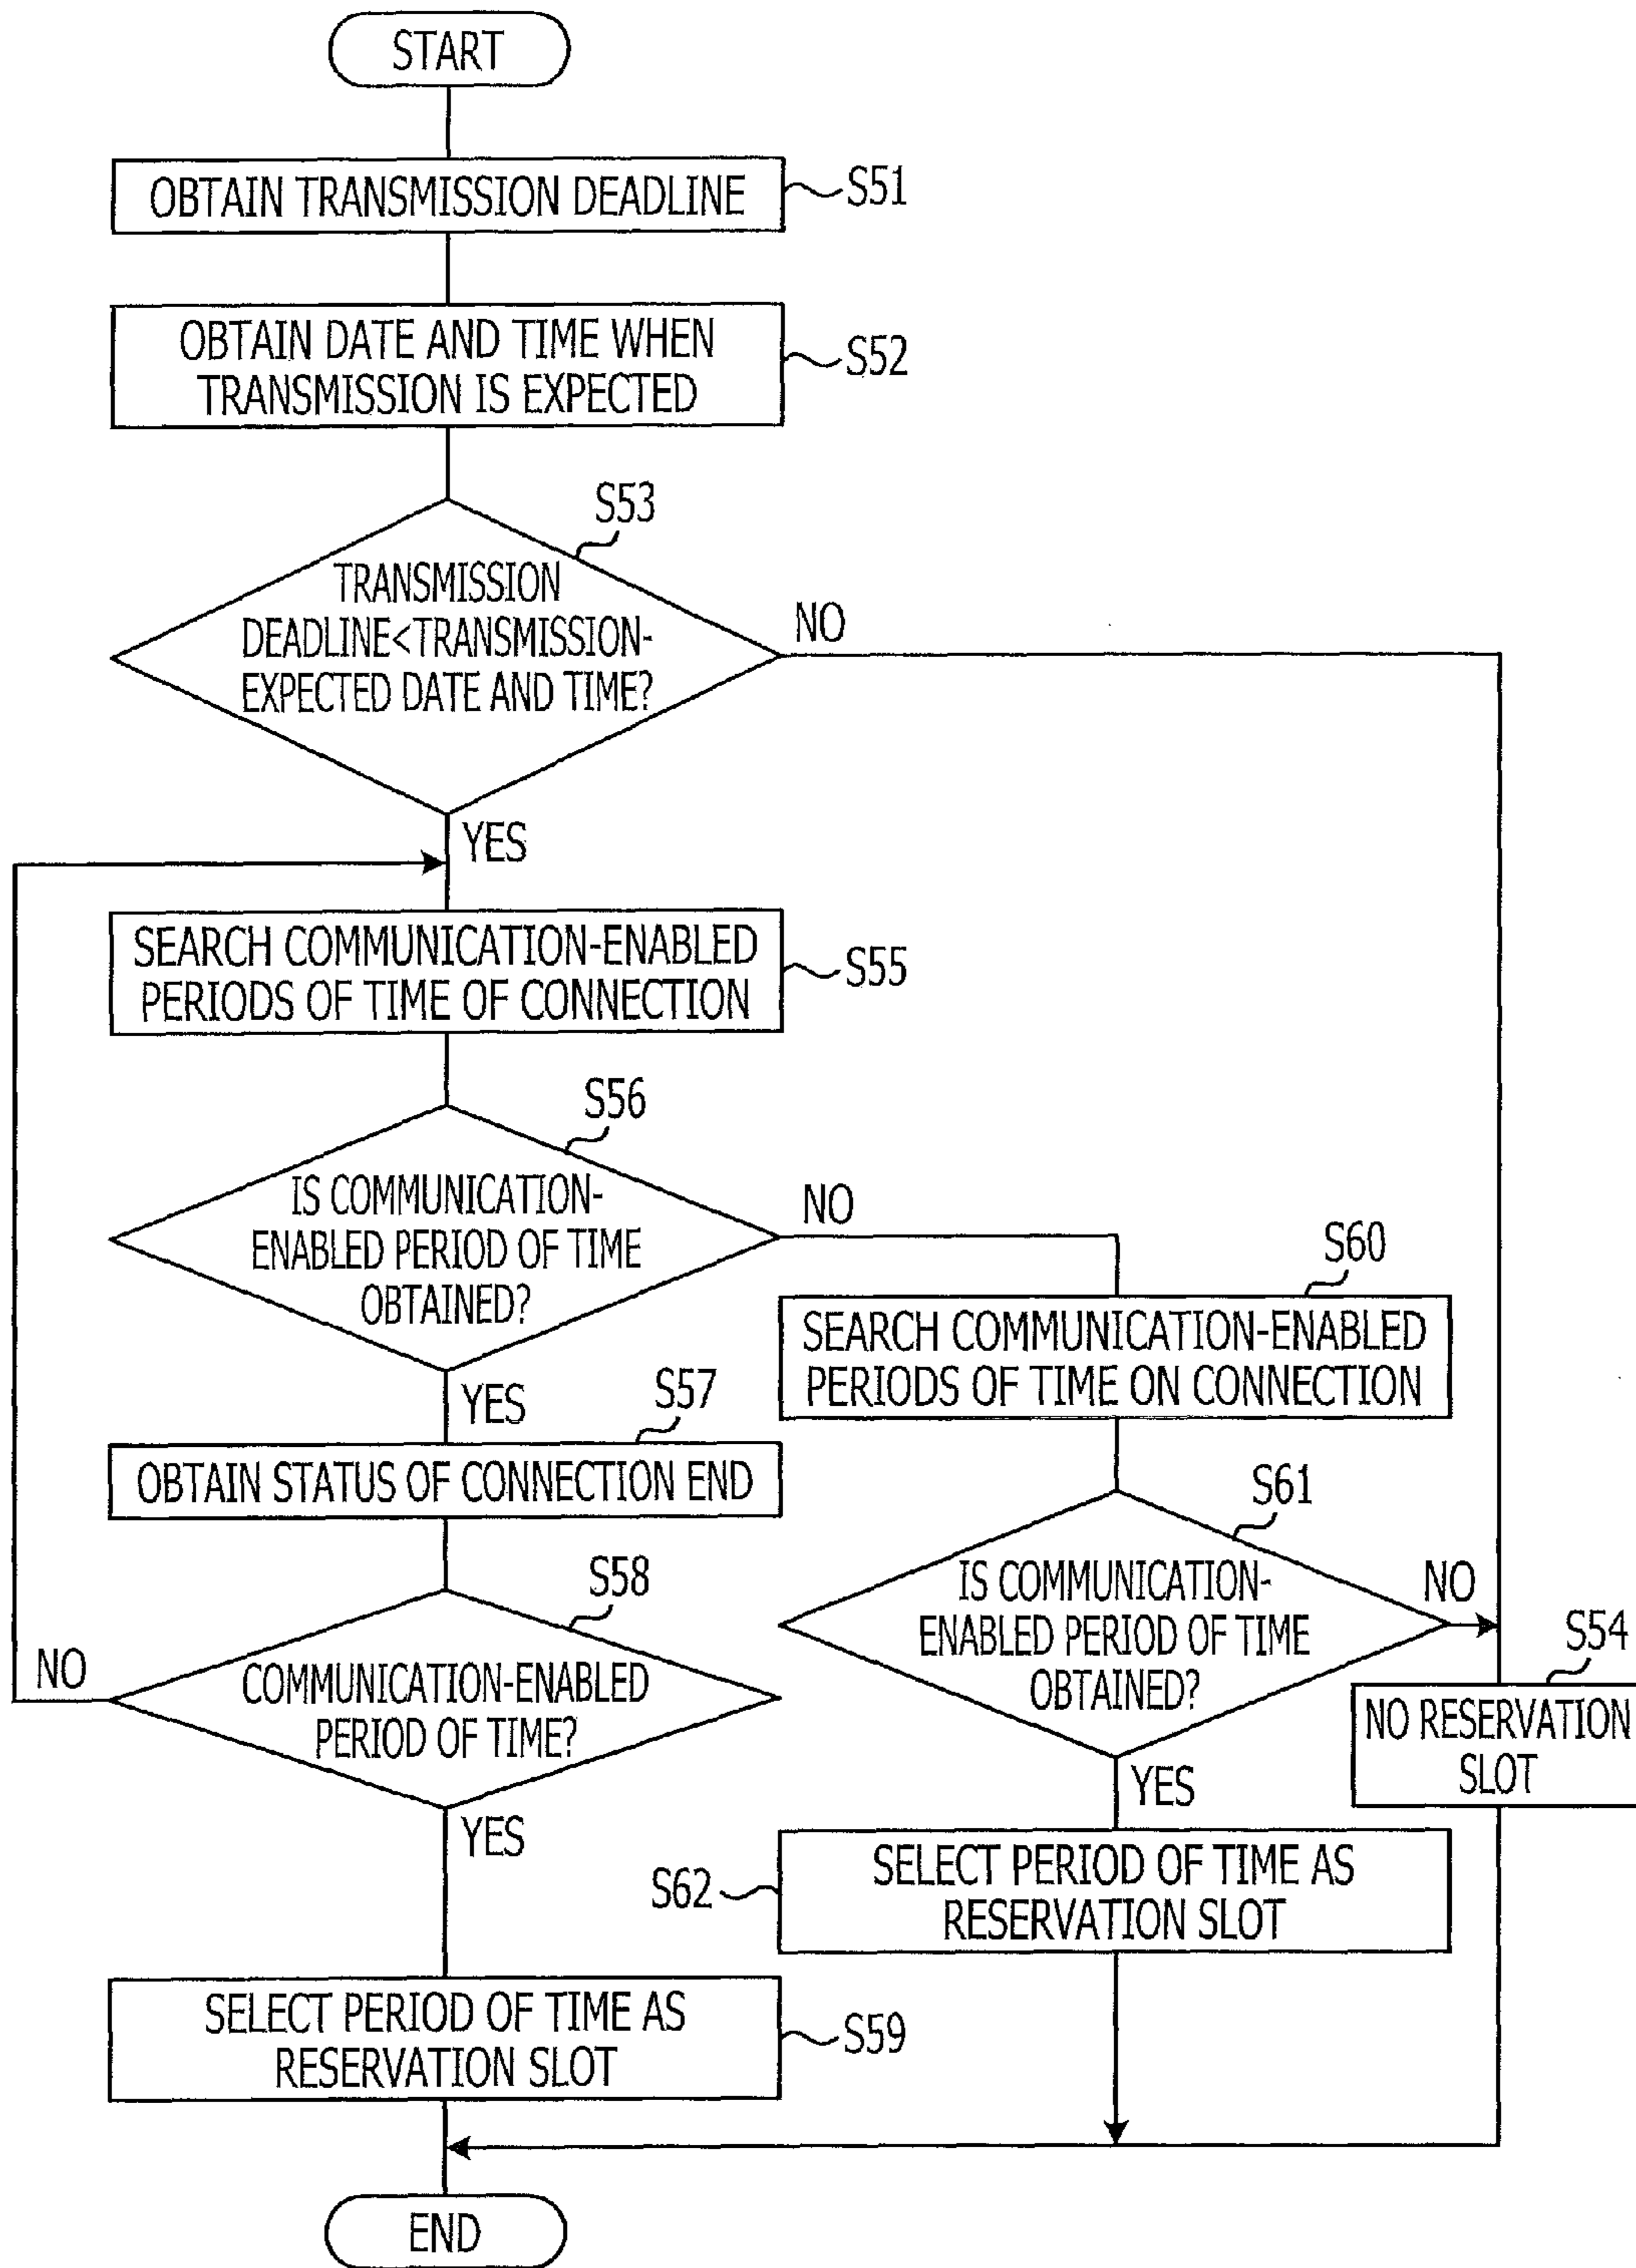 START
OBTAIN TRANSMISSION DEADLINE
S51
OBTAIN DATE AND TIME WHEN
TRANSMISSION IS EXPECTED
S52
S53
TRANSMISSION
DEADLINE<TRANSMISSION-
EXPECTED DATE AND TIME?
NO
YES
SEARCH COMMUNICATION-ENABLED
PERIODS OF TIME OF CONNECTION
S55
S56
IS COMMUNICATION-
ENABLED PERIOD OF TIME
OBTAINED?
NO
YES
S60
SEARCH COMMUNICATION-ENABLED
PERIODS OF TIME ON CONNECTION
S57
OBTAIN STATUS OF CONNECTION END
S61
IS COMMUNICATION-
ENABLED PERIOD OF TIME
OBTAINED?
NO
YES
S58
COMMUNICATION-ENABLED
PERIOD OF TIME?
NO
YES
S54
NO RESERVATION
SLOT
S62
SELECT PERIOD OF TIME AS
RESERVATION SLOT
SELECT PERIOD OF TIME AS
RESERVATION SLOT
S59
END